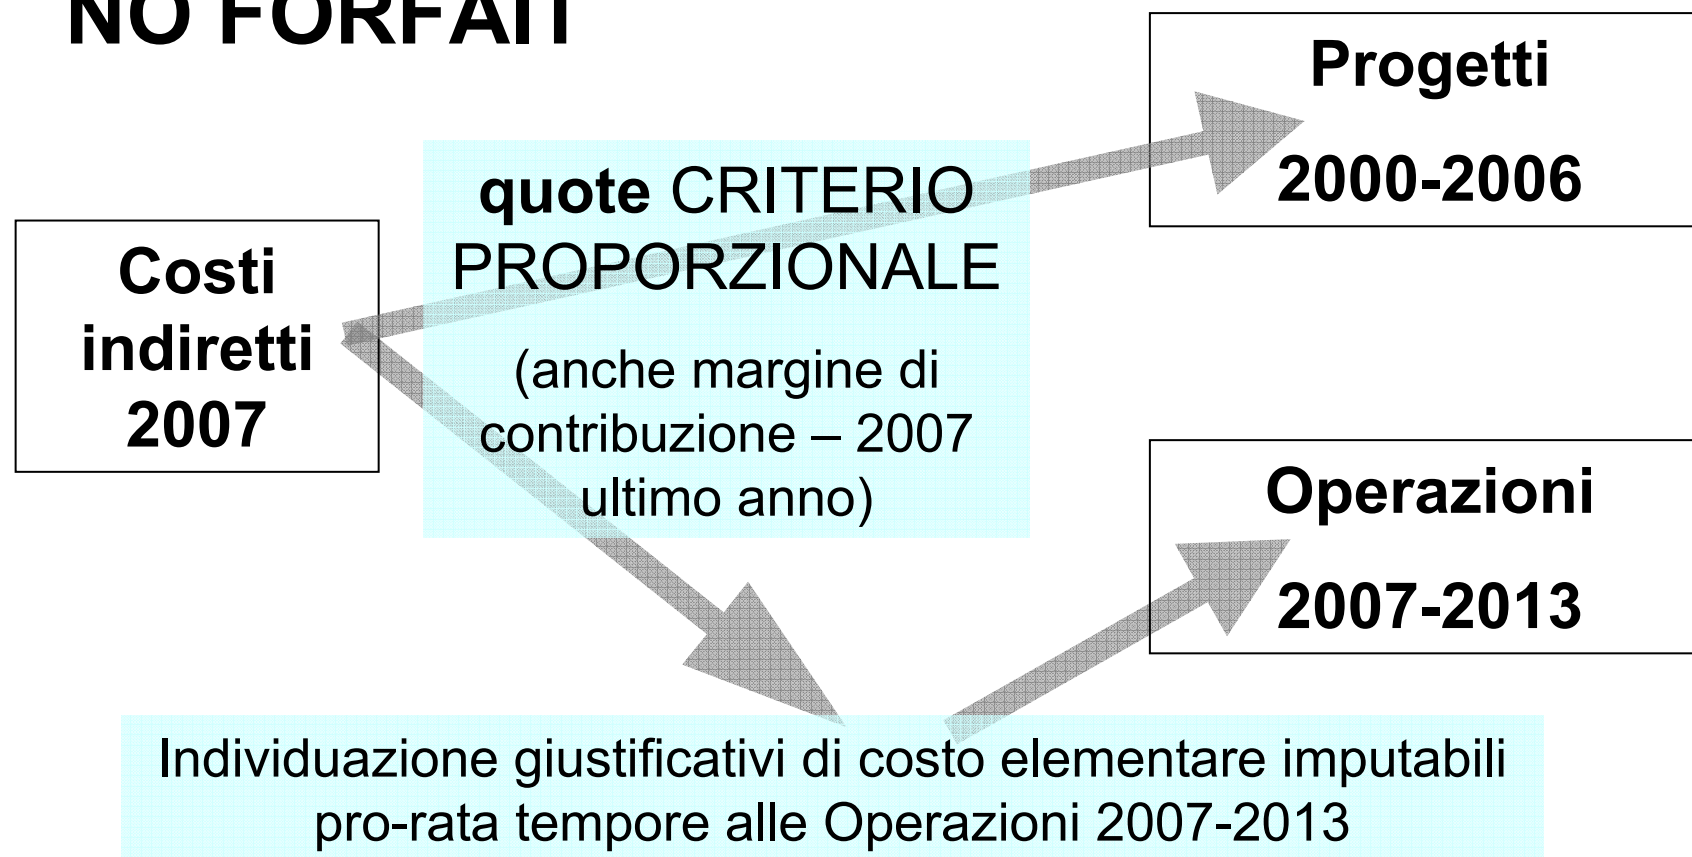 NO FORFAIT
Progetti
2000-2006
quote CRITERIO
PROPORZIONALE
(anche margine di
contribuzione – 2007
ultimo anno)
Costi
indiretti
2007
Operazioni
2007-2013
Individuazione giustificativi di costo elementare imputabili
pro-rata tempore alle Operazioni 2007-2013